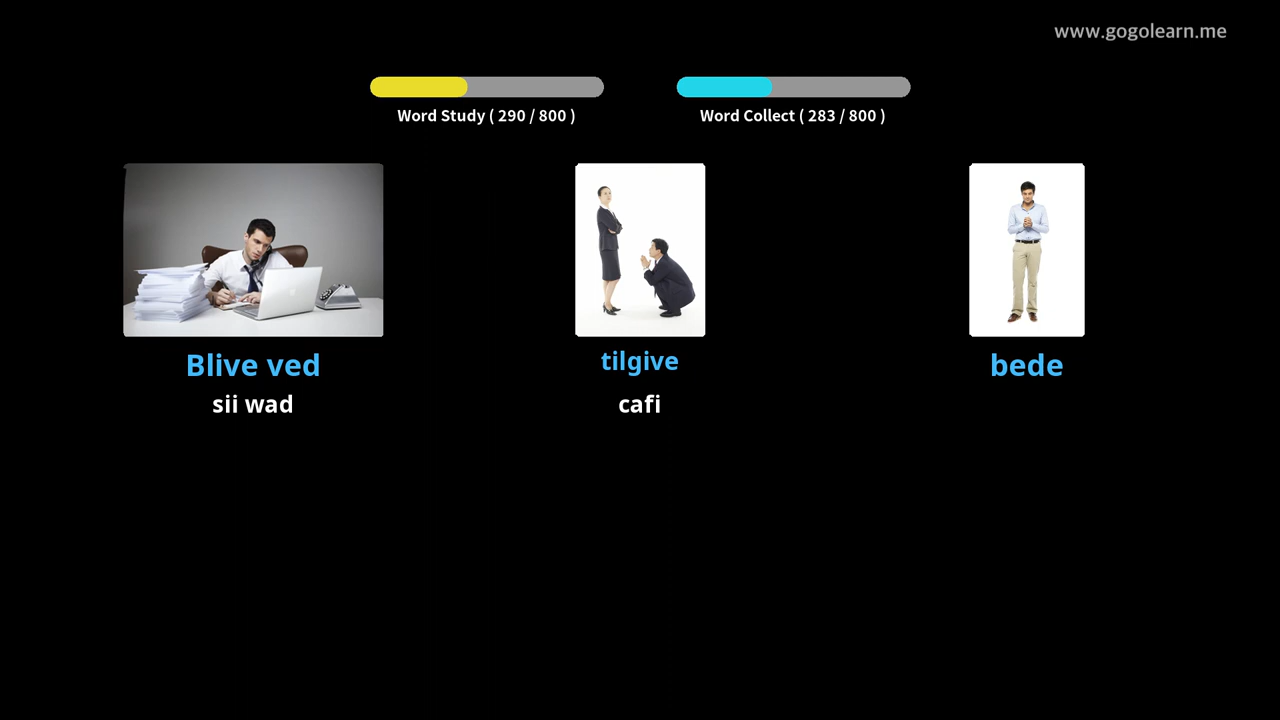 www.gogolearn.me
Word Study ( 290 / 800 )
Word Collect ( 283 / 800 )
Blive ved
sii wad
tilgive
cafi
bede